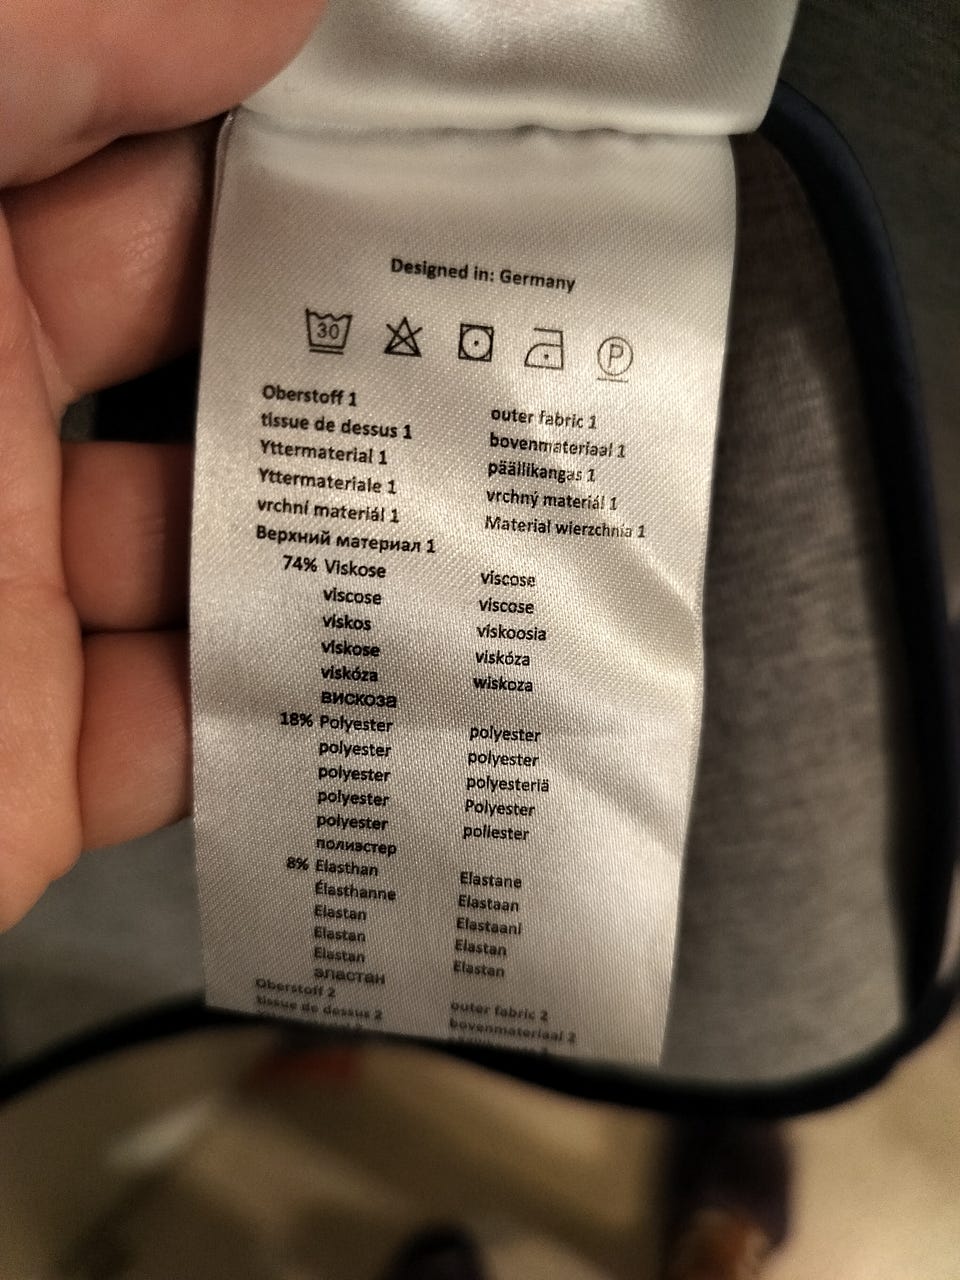 Designed in: Germany
30
P
Oberstoff 1
tissue de dessus 1
Yttermaterial 1
Yttermateriale 1
vrchní materiál 1
Верхний материал 1
outer fabric 1
bovenmateriaal 1
päällikangas 1
vrchný materiál 1
Material wierzchnia 1
74% Viskose
viscose
viskos
viskose
viskóza
вискоза
viscose
viscose
viskoosia
viskóza
wiskoza
18% Polyester
polyester
polyester
polyester
polyester
полиэстер
polyester
polyester
polyesteriä
Polyester
poliester
8% Elasthan
Élasthanne
Elastan
Elastan
Elastan
эластан
Elastane
Elastaan
Elastaani
Elastan
Elastan
Oberstoff 2
tissue de dessus 2
outer fabric 2
bovenmateriaal 2